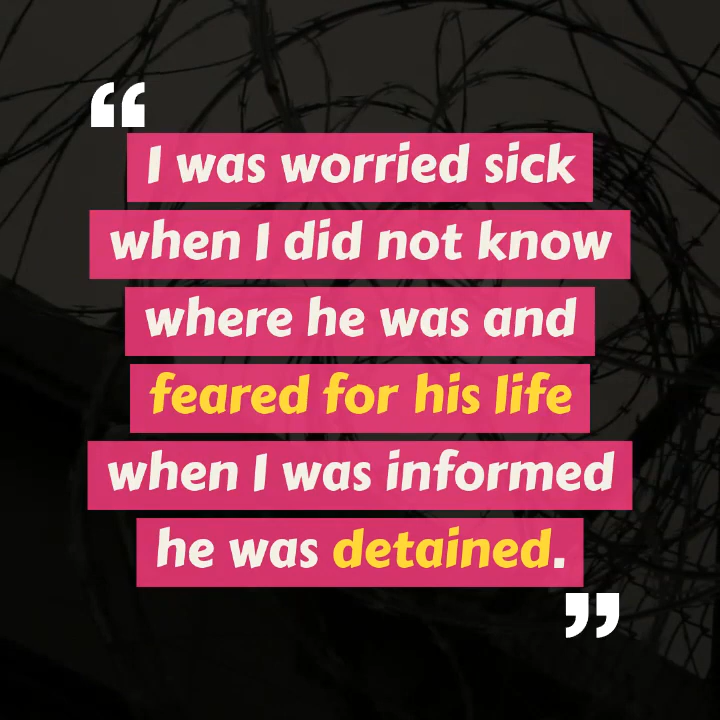 “
I was worried sick
when I did not know
where he was and
feared for his life
when I was informed
he was detained.
”